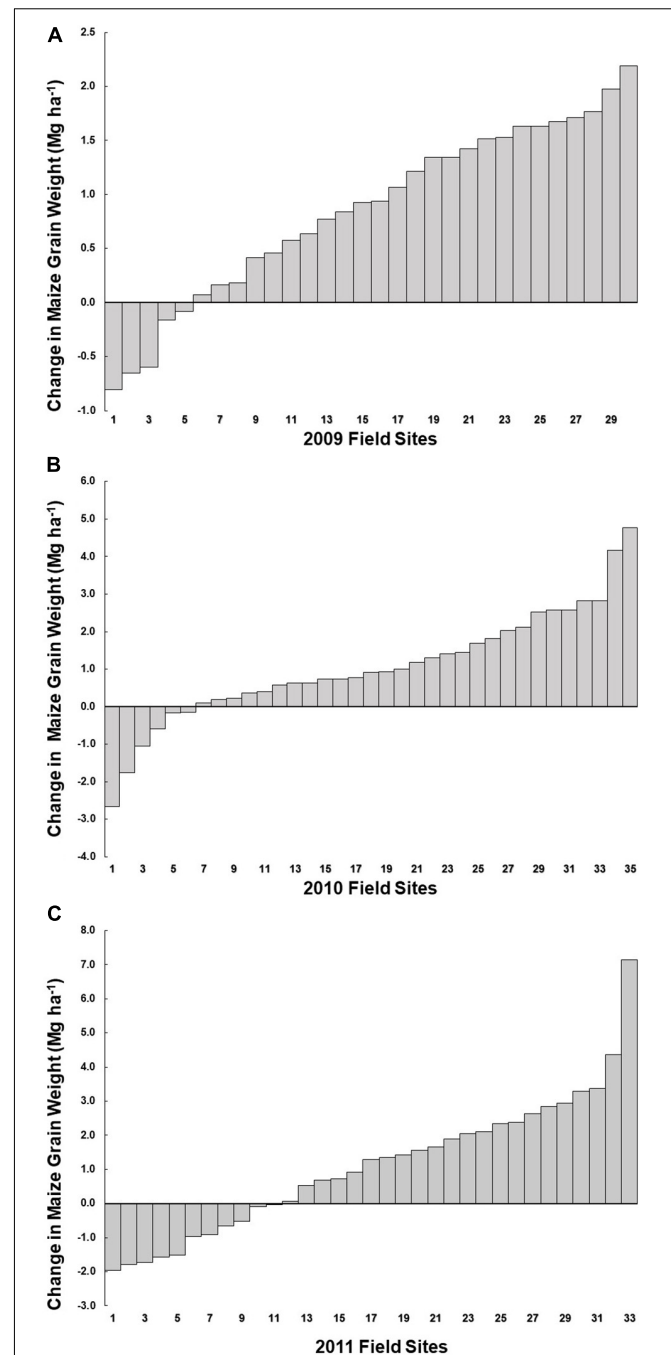 A
Change in Maize Grain Weight (Mg ha-1)
2.5
2.0
1.5
1.0
0.5
0.0
-0.5
-1.0
1 3 5 7 9 11 13 15 17 19 21 23 25 27 29
2009 Field Sites
B
Change in Maize Grain Weight (Mg ha-1)
6.0
5.0
4.0
3.0
2.0
1.0
0.0
-1.0
-2.0
-3.0
-4.0
1 3 5 7 9 11 13 15 17 19 21 23 25 27 29 31 33 35
2010 Field Sites
C
Change in Maize Grain Weight (Mg ha-1)
8.0
7.0
6.0
5.0
4.0
3.0
2.0
1.0
0.0
-1.0
-2.0
-3.0
1 3 5 7 9 11 13 15 17 19 21 23 25 27 29 31 33
2011 Field Sites